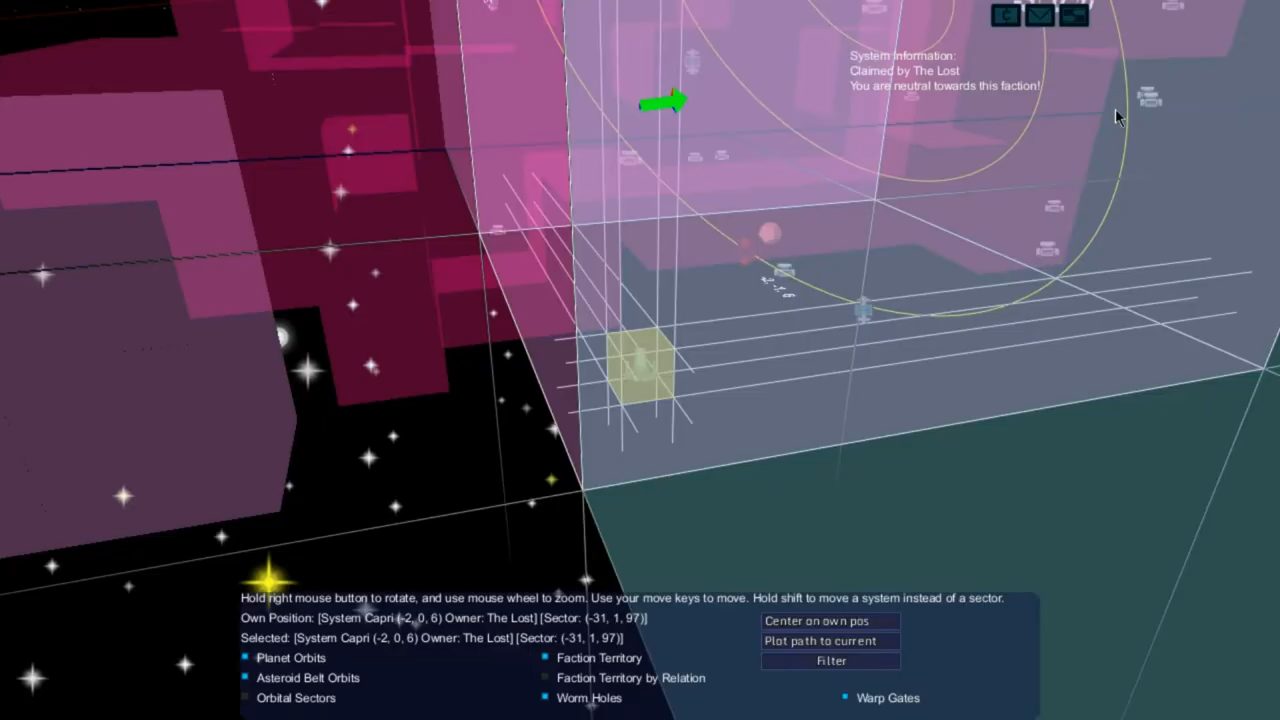 System Information:
Claimed by The Lost
You are neutral towards this faction!
Hold right mouse button to rotate, and use mouse wheel to zoom. Use your move keys to move. Hold shift to move a system instead of a sector.
Own Position: [System Capri (-2, 0, 6) Owner: The Lost] [Sector: (-31, 1, 97)]
Selected: [System Capri (-2, 0, 6) Owner: The Lost] [Sector: (-31, 1, 97)]
Center on own pos
Plot path to current
Filter
Planet Orbits
Faction Territory
Asteroid Belt Orbits
Faction Territory by Relation
Orbital Sectors
Worm Holes
Warp Gates